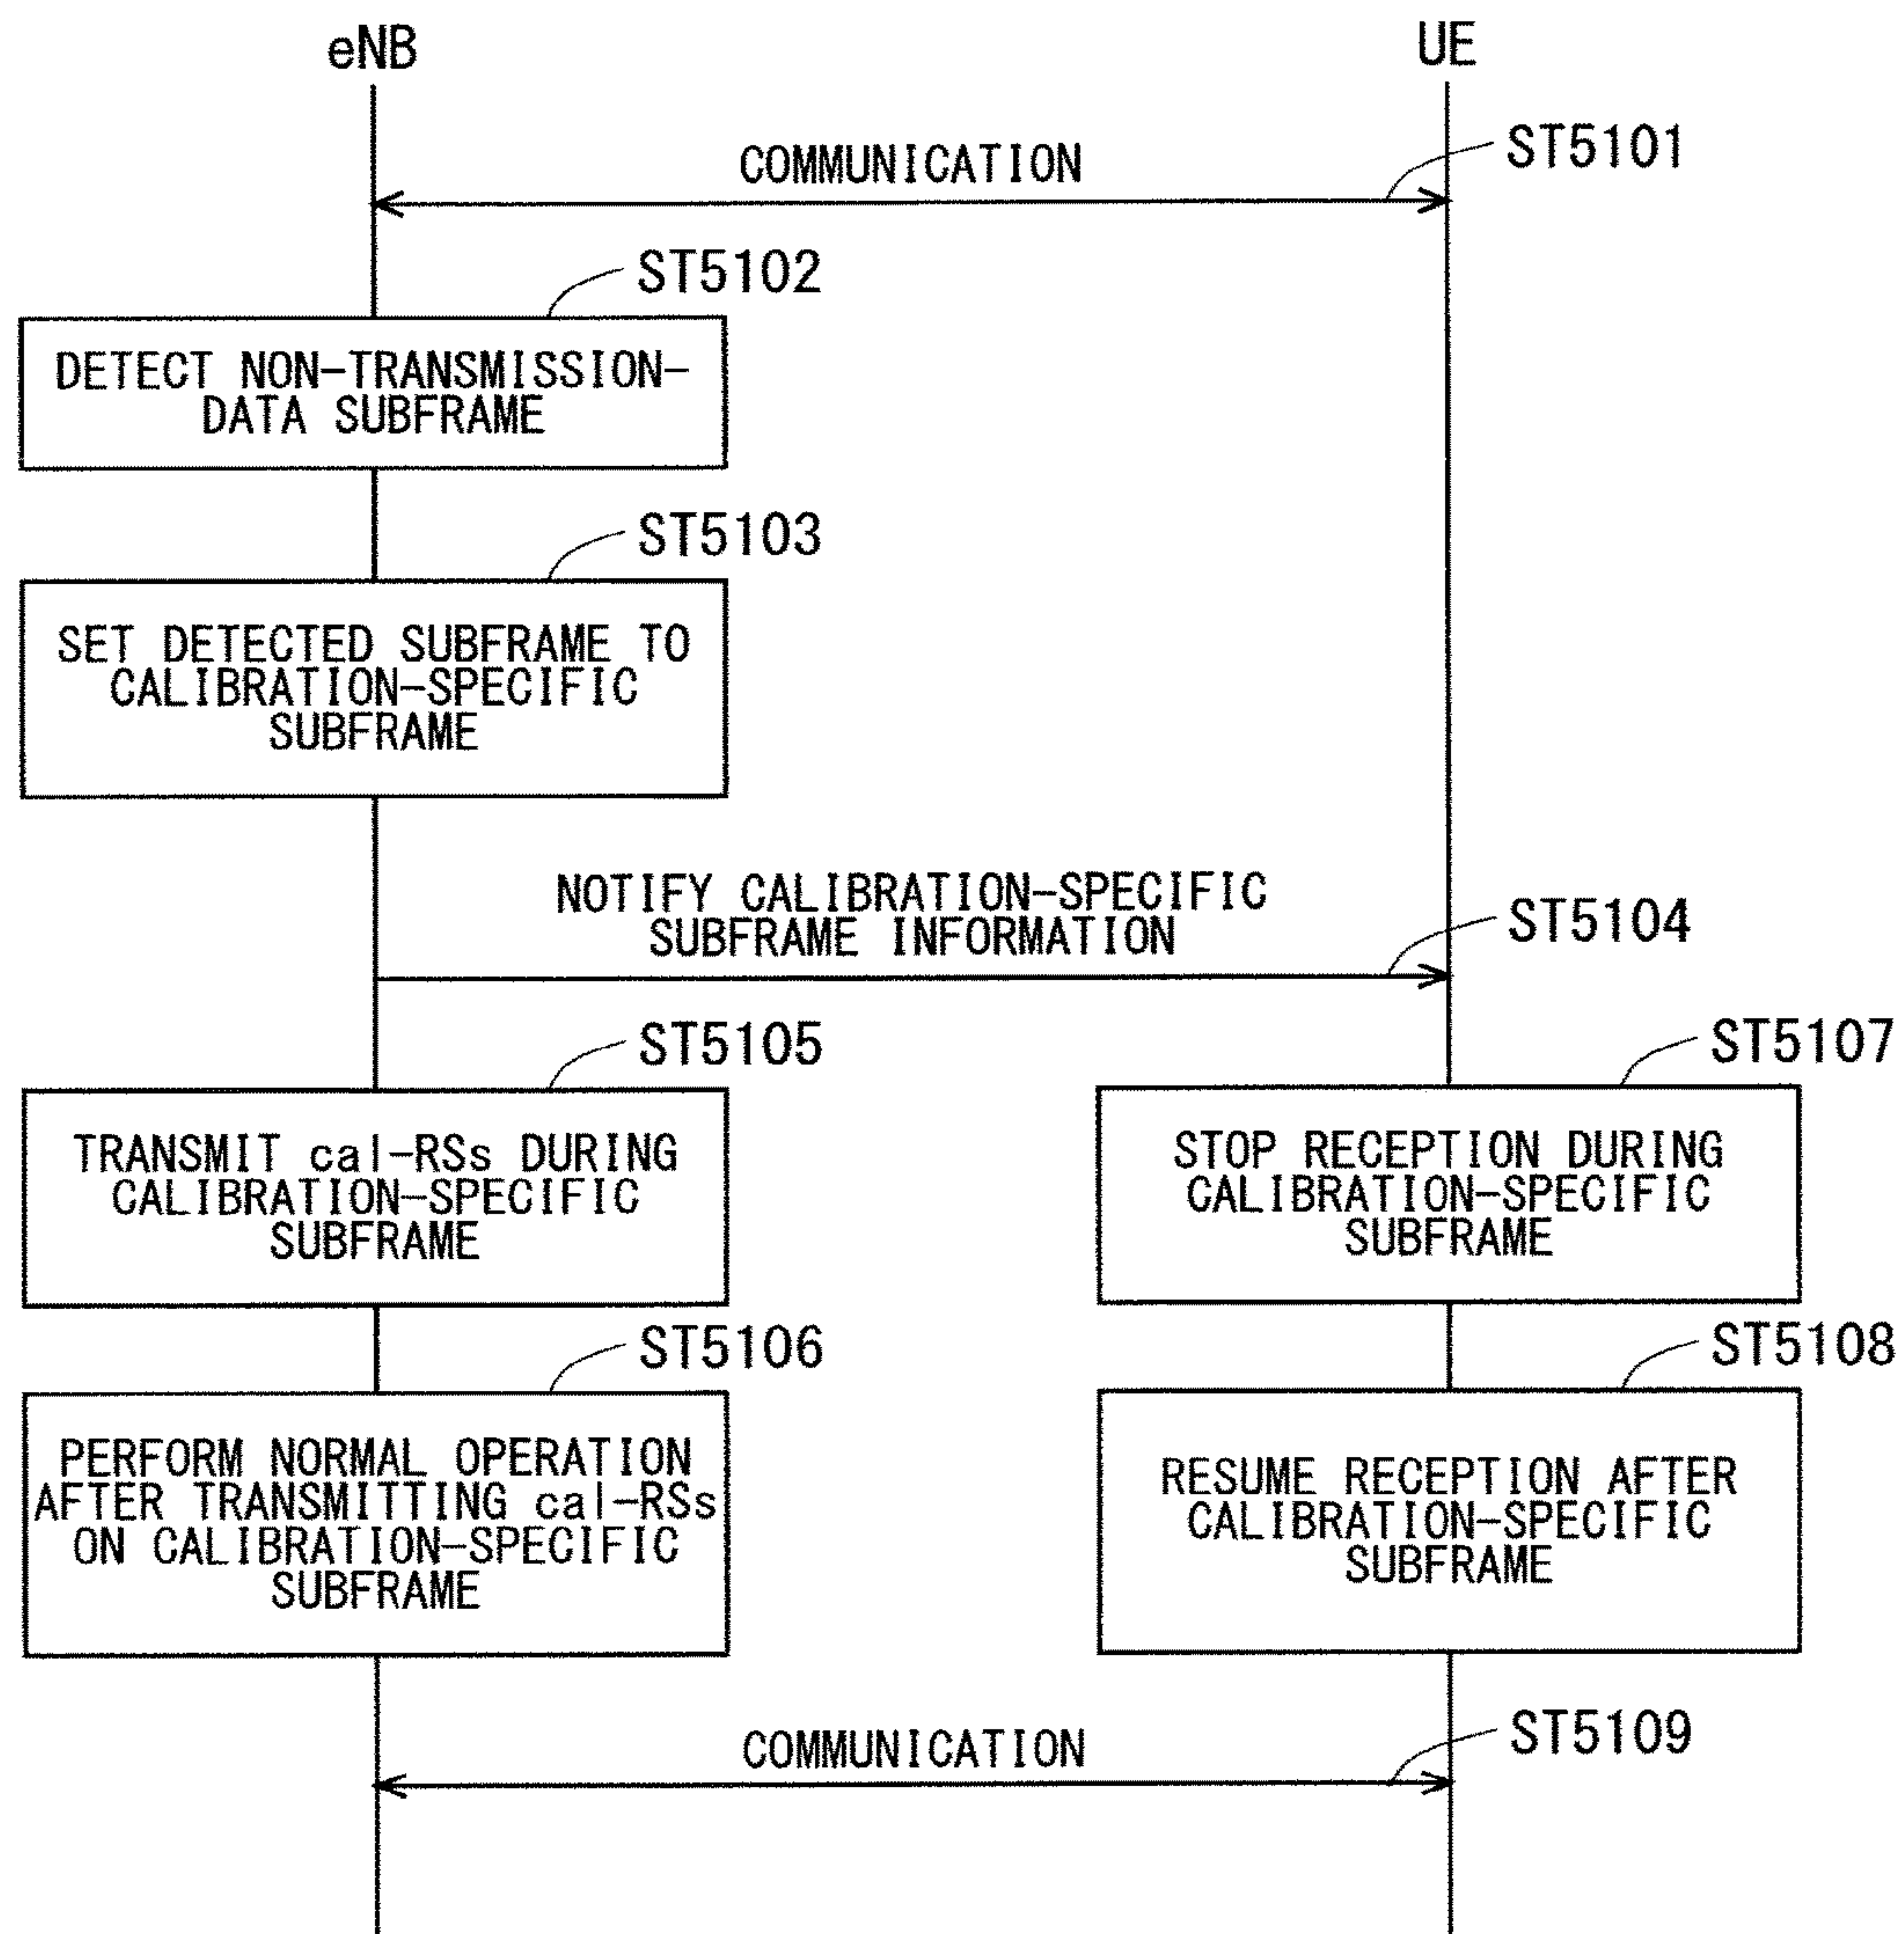 eNB
UE
COMMUNICATION
ST5101
ST5102
DETECT NON-TRANSMISSION-
DATA SUBFRAME
ST5103
SET DETECTED SUBFRAME TO
CALIBRATION-SPECIFIC
SUBFRAME
NOTIFY CALIBRATION-SPECIFIC
SUBFRAME INFORMATION
ST5104
ST5105
TRANSMIT cal-RSs DURING
CALIBRATION-SPECIFIC
SUBFRAME
ST5107
STOP RECEPTION DURING
CALIBRATION-SPECIFIC
SUBFRAME
ST5106
PERFORM NORMAL OPERATION
AFTER TRANSMITTING cal-RSs
ON CALIBRATION-SPECIFIC
SUBFRAME
ST5108
RESUME RECEPTION AFTER
CALIBRATION-SPECIFIC
SUBFRAME
COMMUNICATION
ST5109